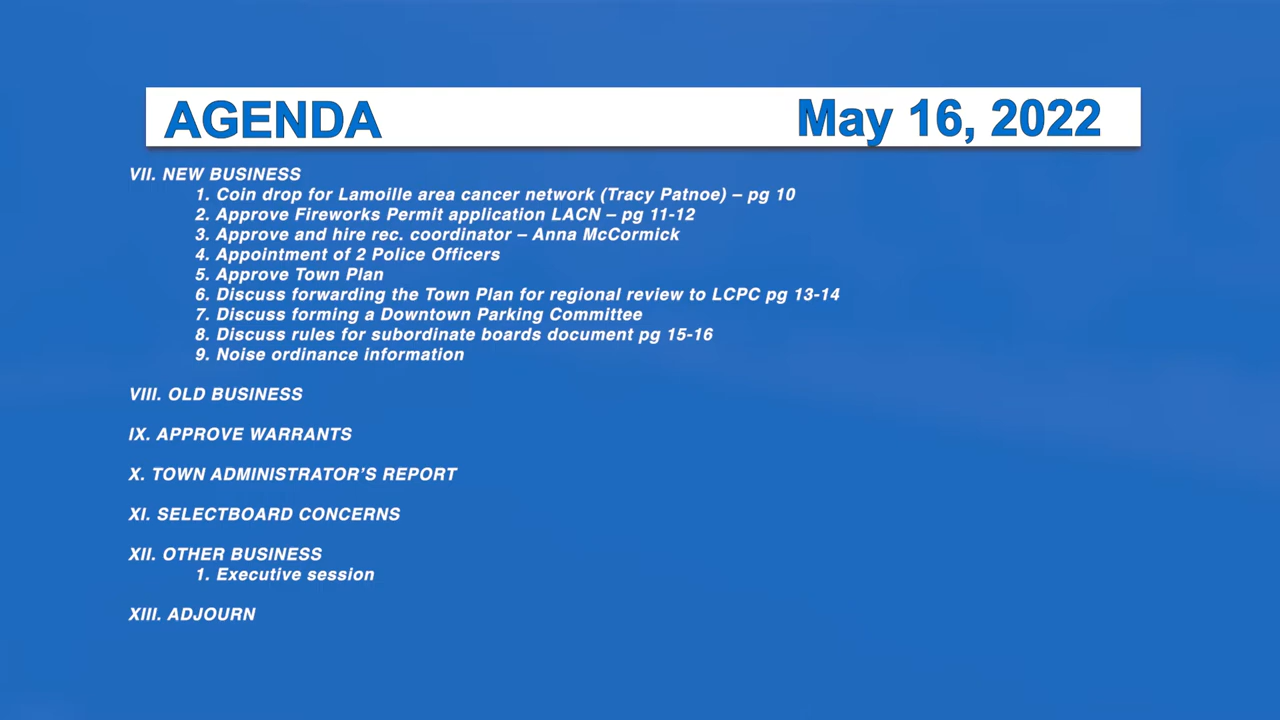 AGENDA May 16, 2022
VII. NEW BUSINESS
1. Coin drop for Lamoille area cancer network (Tracy Patnoe) – pg 10
2. Approve Fireworks Permit application LACN – pg 11-12
3. Approve and hire rec. coordinator – Anna McCormick
4. Appointment of 2 Police Officers
5. Approve Town Plan
6. Discuss forwarding the Town Plan for regional review to LCPC pg 13-14
7. Discuss forming a Downtown Parking Committee
8. Discuss rules for subordinate boards document pg 15-16
9. Noise ordinance information
VIII. OLD BUSINESS
IX. APPROVE WARRANTS
X. TOWN ADMINISTRATOR'S REPORT
XI. SELECTBOARD CONCERNS
XII. OTHER BUSINESS
1. Executive session
XIII. ADJOURN